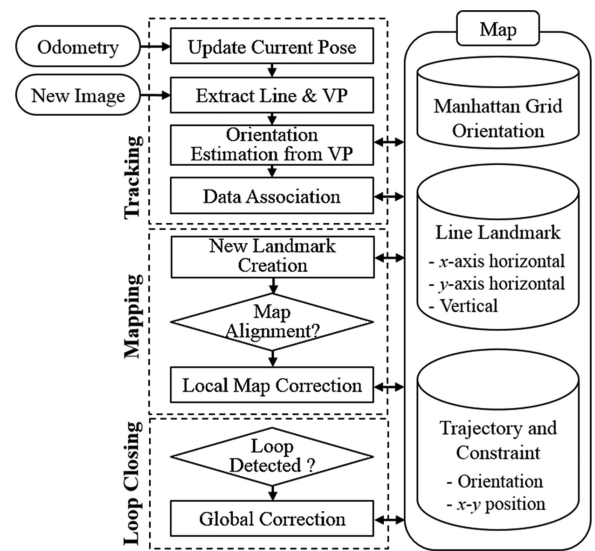 Odometry
New Image
Tracking
Update Current Pose
Extract Line & VP
Orientation
Estimation from VP
Data Association
Mapping
New Landmark
Creation
Map
Alignment?
Local Map Correction
Loop Closing
Loop
Detected ?
Global Correction
Map
Manhattan Grid
Orientation
Line Landmark
- x-axis horizontal
- y-axis horizontal
- Vertical
Trajectory and
Constraint
- Orientation
- x-y position